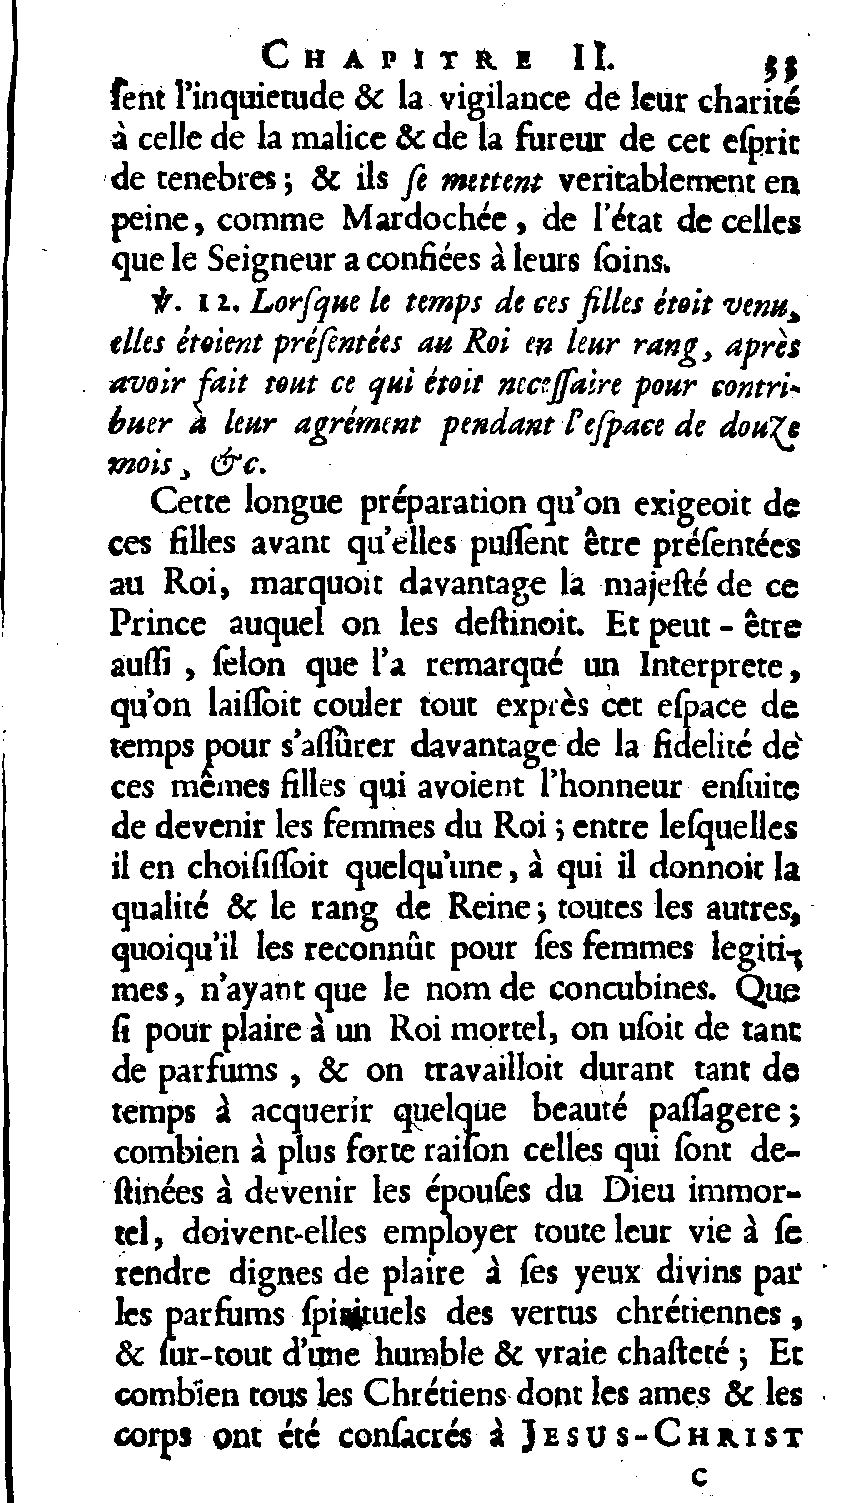 CHAPITRE II. 33
ſent l'inquietude & la vigilance de leur charité
à celle de la malice & de la fureur de cet eſprit
de tenebres ; & ils ſe mettent veritablement en
peine, comme Mardochée, de l'état de celles
que le Seigneur a confiées à leurs ſoins.
℣. 12. Lorſque le temps de ces filles étoit venu,
elles étoient préſentées au Roi en leur rang, après
avoir fait tout ce qui étoit neceſſaire pour contri-
buer à leur agrément pendant l'eſpace de douze
mois, &c.
Cette longue préparation qu'on exigeoit de
ces filles avant qu'elles puſſent être préſentées
au Roi, marquoit davantage la majeſté de ce
Prince auquel on les deſtinoit. Et peut-être
auſſi, ſelon que l'a remarqué un Interprete,
qu'on laiſſoit couler tout exprès cet eſpace de
temps pour s'aſſûrer davantage de la fidelité de
ces mêmes filles qui avoient l'honneur enſuite
de devenir les femmes du Roi ; entre leſquelles
il en choiſiſſoit quelqu'une, à qui il donnoit la
qualité & le rang de Reine ; toutes les autres,
quoiqu'il les reconnût pour ſes femmes legiti-
mes, n'ayant que le nom de concubines. Que
ſi pour plaire à un Roi mortel, on uſoit de tant
de parfums, & on travailloit durant tant de
temps à acquerir quelque beauté paſſagere ;
combien à plus forte raiſon celles qui ſont de-
ſtinées à devenir les épouſes du Dieu immor-
tel, doivent-elles employer toute leur vie à ſe
rendre dignes de plaire à ſes yeux divins par
les parfums ſpirituels des vertus chrétiennes,
& ſur-tout d'une humble & vraie chaſteté ; Et
combien tous les Chrétiens dont les ames & les
corps ont été conſacrés à JESUS-CHRIST
C